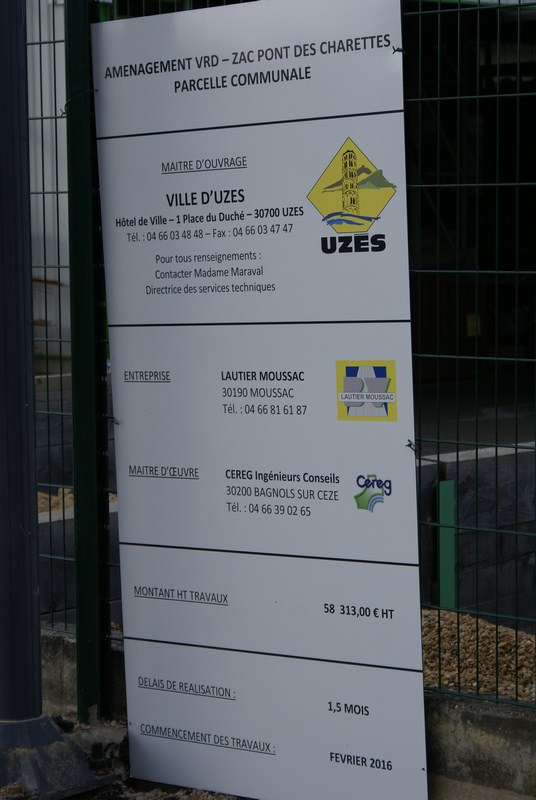 AMENAGEMENT VRD – ZAC PONT DES CHARETTES
PARCELLE COMMUNALE
MAITRE D'OUVRAGE
VILLE D'UZES
Hôtel de Ville – 1 Place du Duché – 30700 UZES
Tél. : 04 66 03 48 48 – Fax : 04 66 03 47 47
Pour tous renseignements :
Contacter Madame Maraval
Directrice des services techniques
UZÈS
ENTREPRISE
LAUTIER MOUSSAC
30190 MOUSSAC
Tél. : 04 66 81 61 87
LAUTIER MOUSSAC
MAITRE D'ŒUVRE
CEREG Ingénieurs Conseils
30200 BAGNOLS SUR CEZE
Tél. : 04 66 39 02 65
Cereg
MONTANT HT TRAVAUX
58 313,00 € HT
DELAIS DE REALISATION :
1,5 MOIS
COMMENCEMENT DES TRAVAUX :
FEVRIER 2016